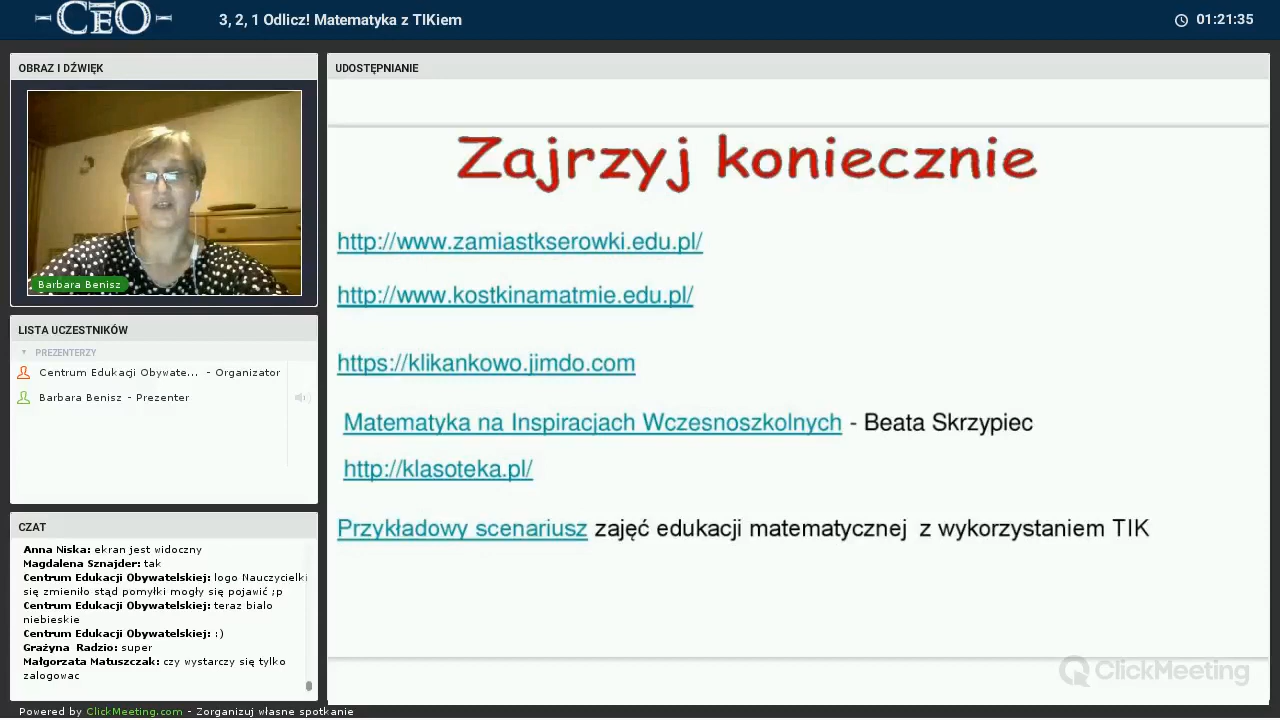 CEO
3, 2, 1 Odlicz! Matematyka z TIKiem
01:21:35
OBRAZ I DŹWIĘK
Barbara Benisz
LISTA UCZESTNIKÓW
PREZENTERZY
Centrum Edukacji Obywate... - Organizator
Barbara Benisz - Prezenter
CZAT
Anna Niska: ekran jest widoczny
Magdalena Sznajder: tak
Centrum Edukacji Obywatelskiej: logo Nauczycielki
się zmieniło stąd pomyłki mogły się pojawić ;p
Centrum Edukacji Obywatelskiej: teraz bialo
niebieskie
Centrum Edukacji Obywatelskiej: :)
Grażyna Radzio: super
Małgorzata Matuszczak: czy wystarczy się tylko
zalogowac
UDOSTĘPNIANIE
Zajrzyj koniecznie
http://www.zamiastkserowki.edu.pl/
http://www.kostkinamatmie.edu.pl/
https://klikankowo.jimdo.com
Matematyka na Inspiracjach Wczesnoszkolnych - Beata Skrzypiec
http://klasoteka.pl/
Przykładowy scenariusz zajęć edukacji matematycznej z wykorzystaniem TIK
ClickMeeting
Powered by ClickMeeting.com - Zorganizuj własne spotkanie